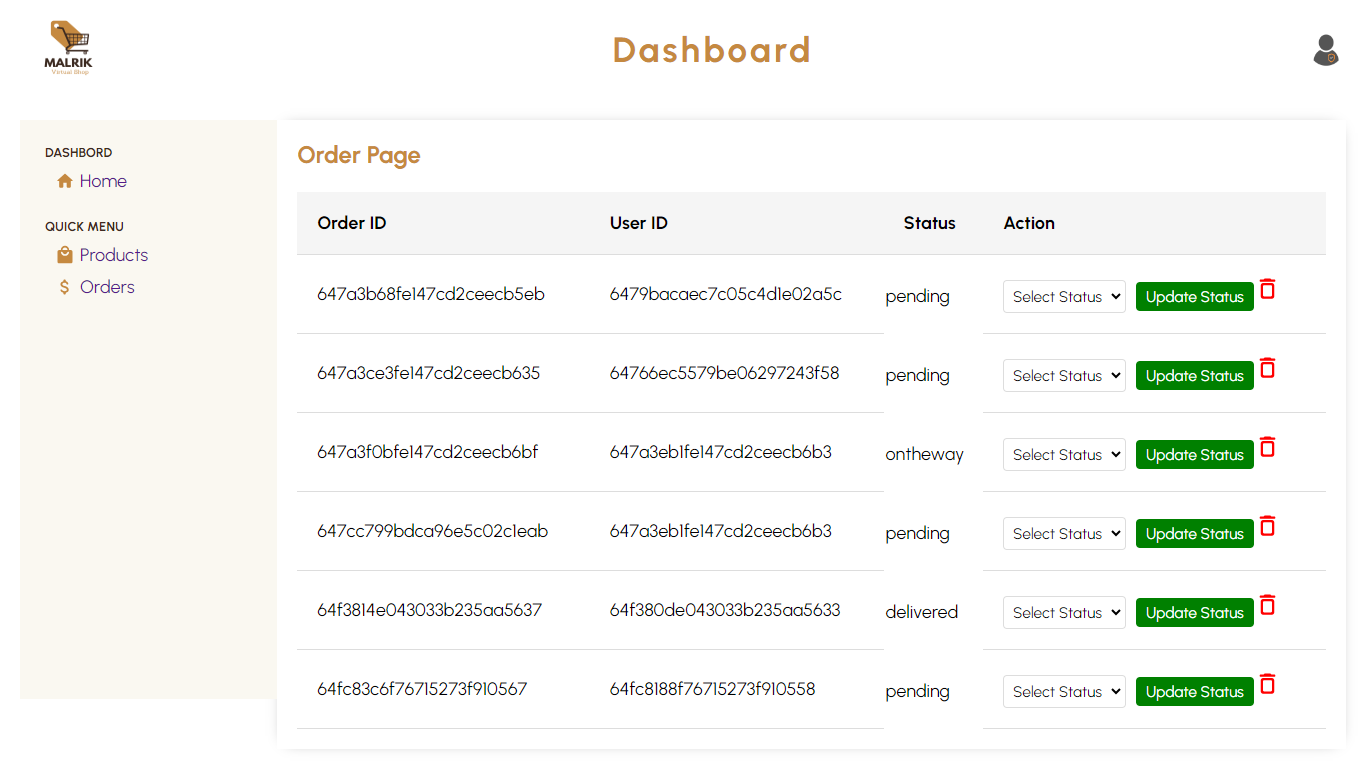 MALRIK
Virtual Shop
Dashboard
DASHBORD
Home
QUICK MENU
Products
Orders
Order Page
Order ID User ID Status Action
647a3b68fe147cd2ceecb5eb 6479bacaec7c05c4d1e02a5c pending Select Status Update Status
647a3ce3fe147cd2ceecb635 64766ec5579be06297243f58 pending Select Status Update Status
647a3f0bfe147cd2ceecb6bf 647a3eb1fe147cd2ceecb6b3 ontheway Select Status Update Status
647cc799bdca96e5c02c1eab 647a3eb1fe147cd2ceecb6b3 pending Select Status Update Status
64f3814e043033b235aa5637 64f380de043033b235aa5633 delivered Select Status Update Status
64fc83c6f76715273f910567 64fc8188f76715273f910558 pending Select Status Update Status